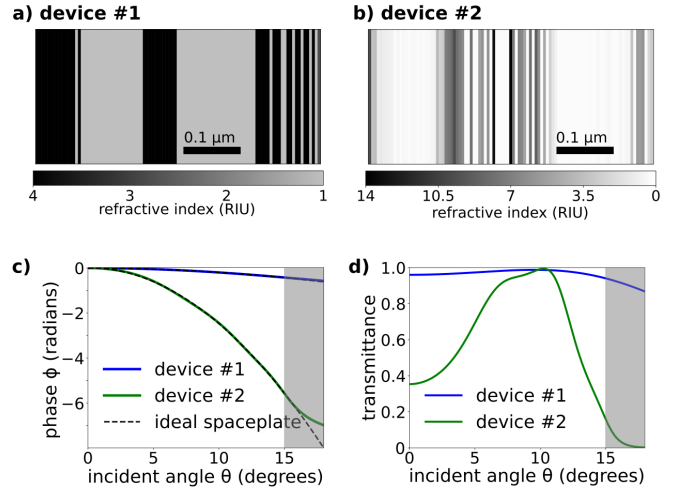 a) device #1
b) device #2
0.1 μm
0.1 μm
4 3 2 1
refractive index (RIU)
14 10.5 7 3.5 0
refractive index (RIU)
c)
d)
phase ϕ (radians)
0
−2
−4
−6
device #1
device #2
ideal spaceplate
0 5 10 15
incident angle θ (degrees)
transmittance
1.0
0.8
0.6
0.4
0.2
0
device #1
device #2
0 5 10 15
incident angle θ (degrees)